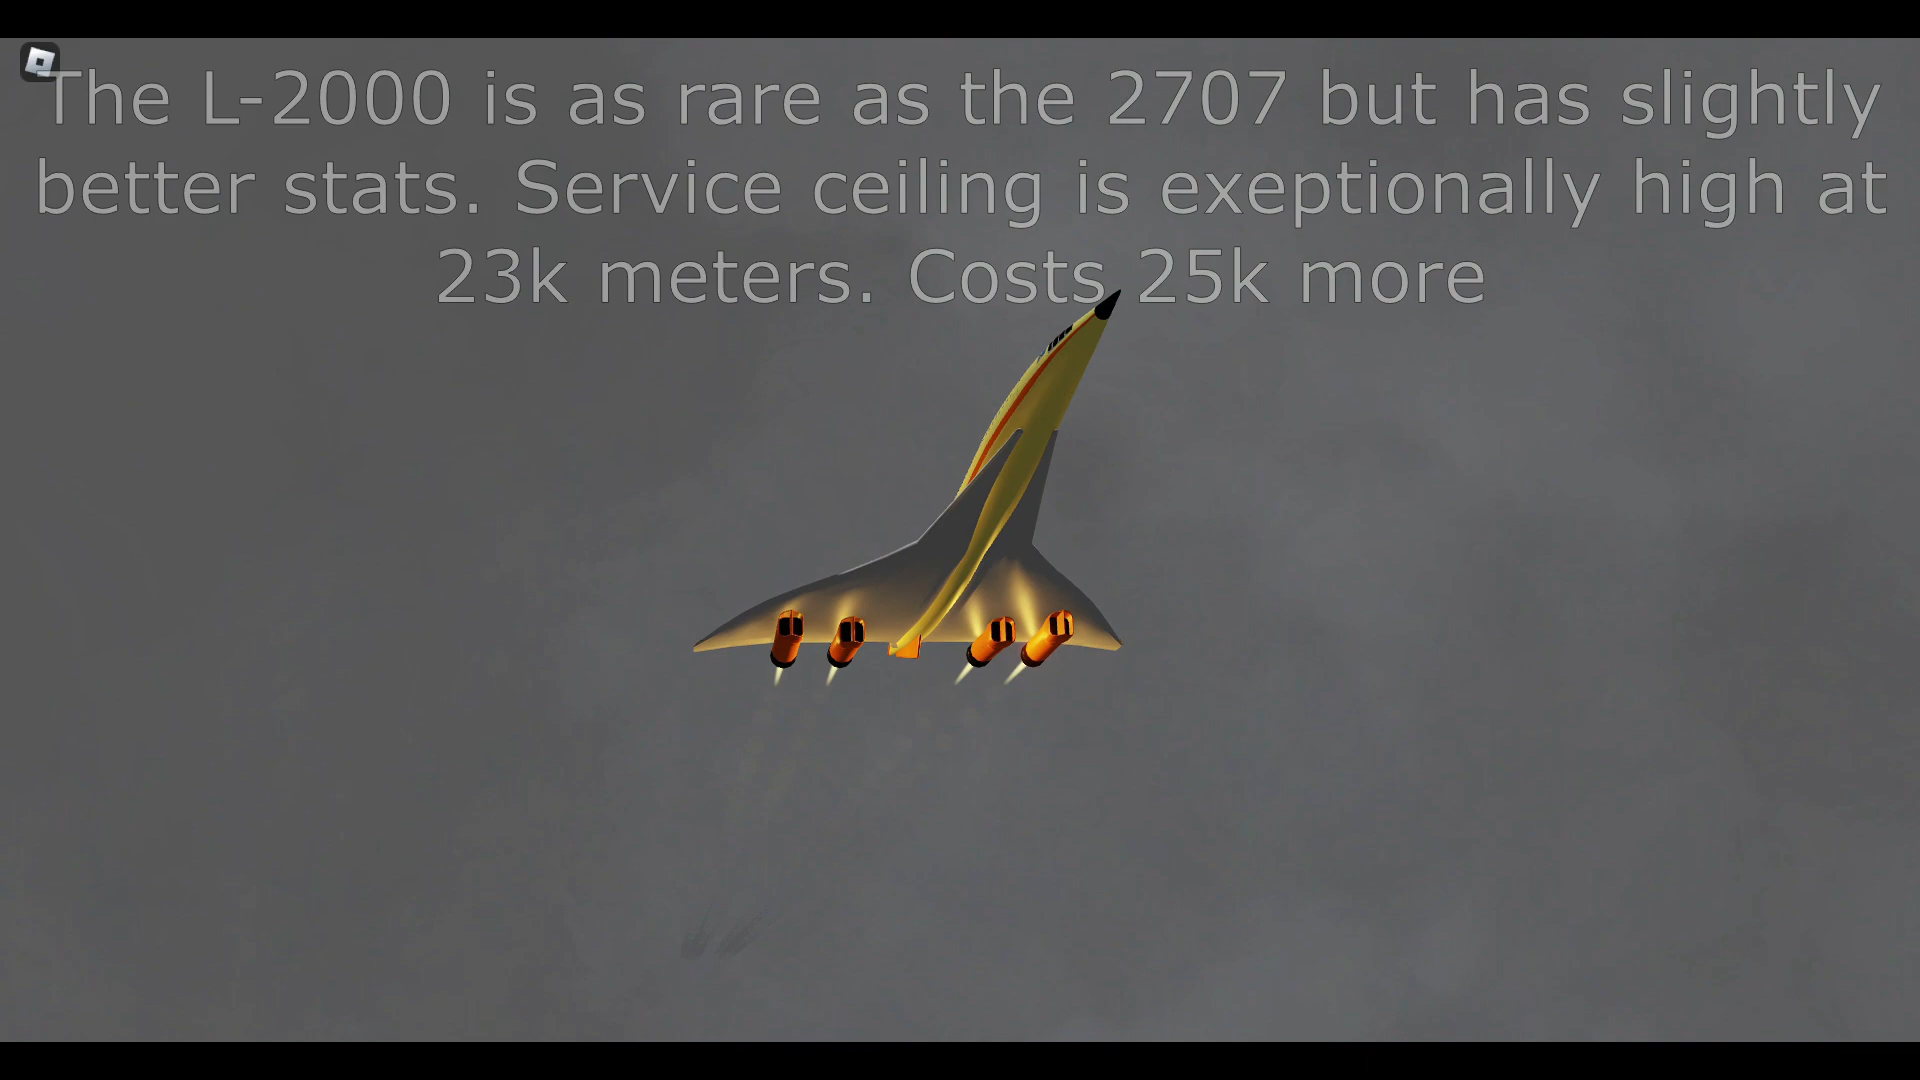 The L-2000 is as rare as the 2707 but has slightly
better stats. Service ceiling is exeptionally high at
23k meters. Costs 25k more